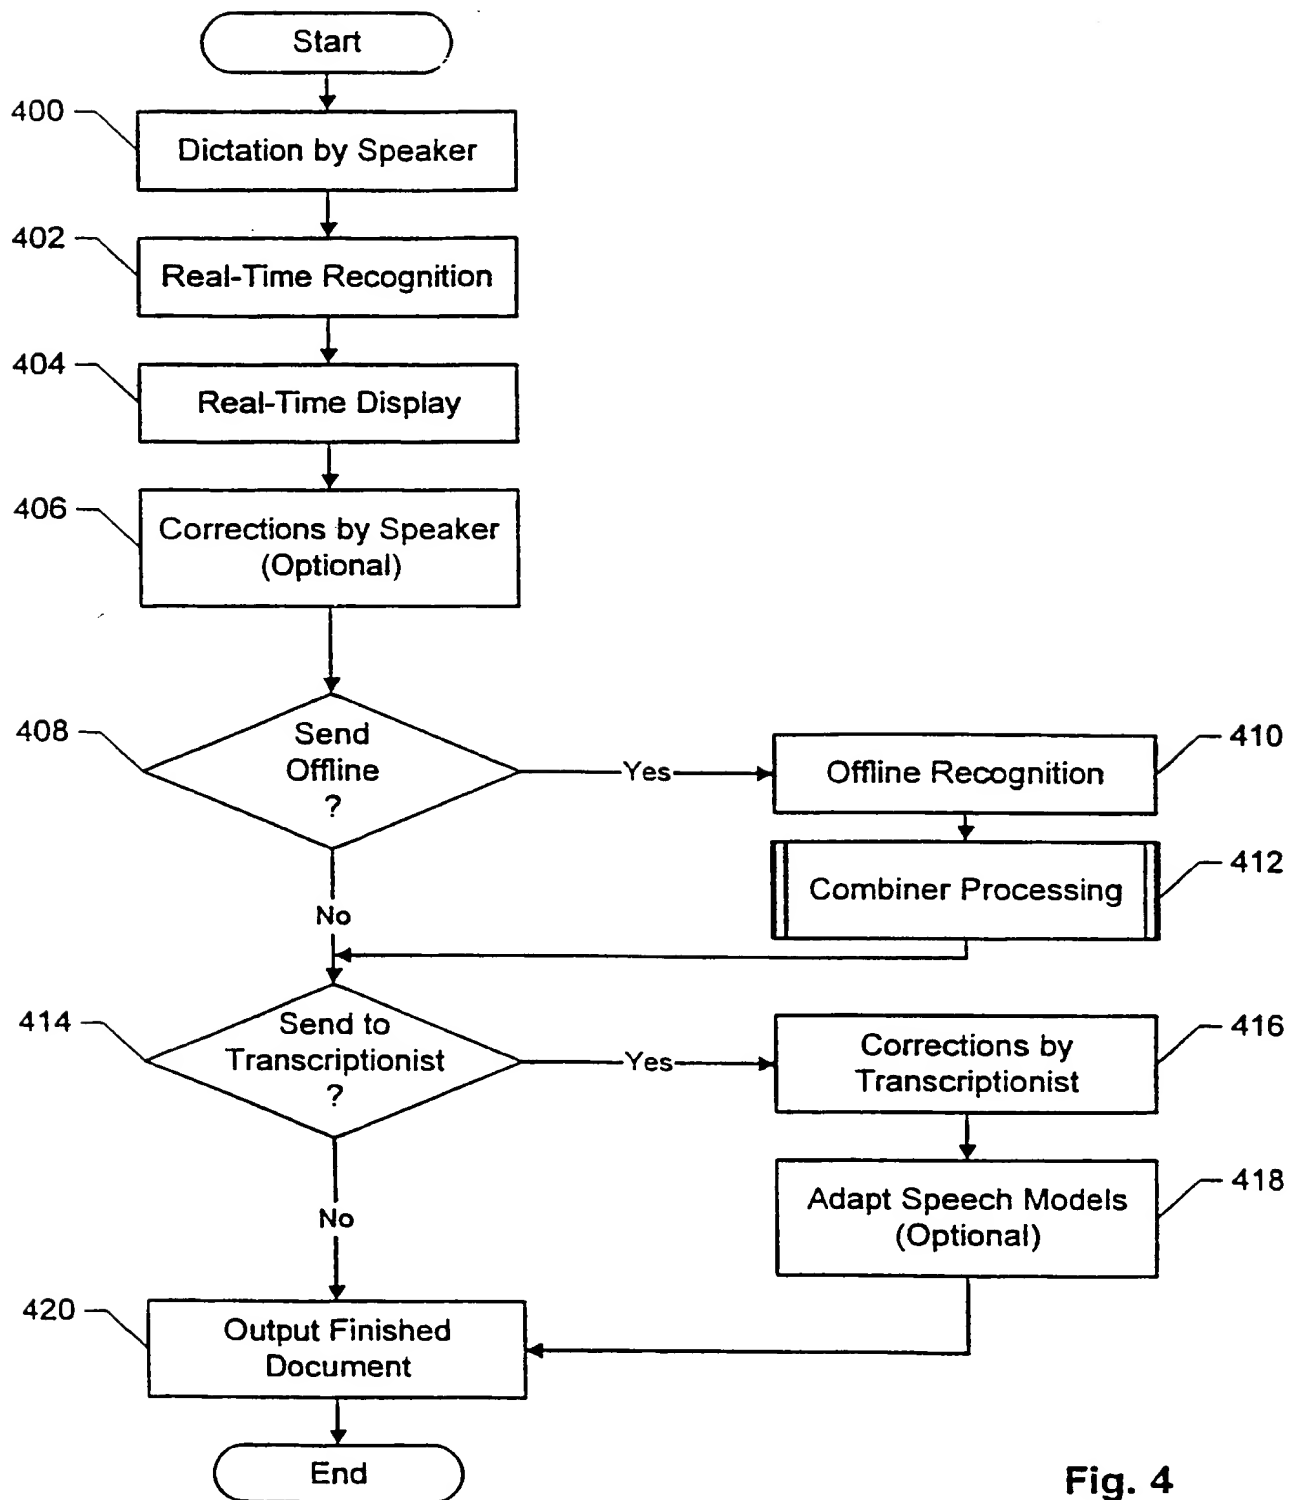 Start
400
Dictation by Speaker
402
Real-Time Recognition
404
Real-Time Display
406
Corrections by Speaker
(Optional)
408
Send
Offline
?
Yes
Offline Recognition
410
Combiner Processing
412
No
414
Send to
Transcriptionist
?
Yes
Corrections by
Transcriptionist
416
Adapt Speech Models
(Optional)
418
No
420
Output Finished
Document
End
Fig. 4